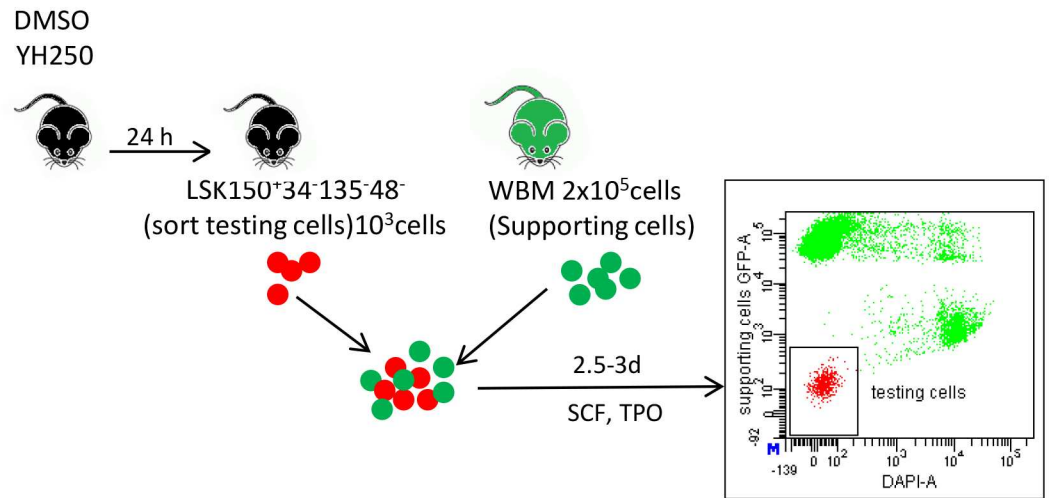 DMSO
YH250
24 h
LSK150⁺34⁻135⁻48⁻
(sort testing cells)10³cells
WBM 2x10⁵cells
(Supporting cells)
2.5-3d
SCF, TPO
supporting cells GFP-A
10⁵
10⁴
10³
10²
0
-92
testing cells
M
-139
0
10²
10³
10⁴
10⁵
DAPI-A